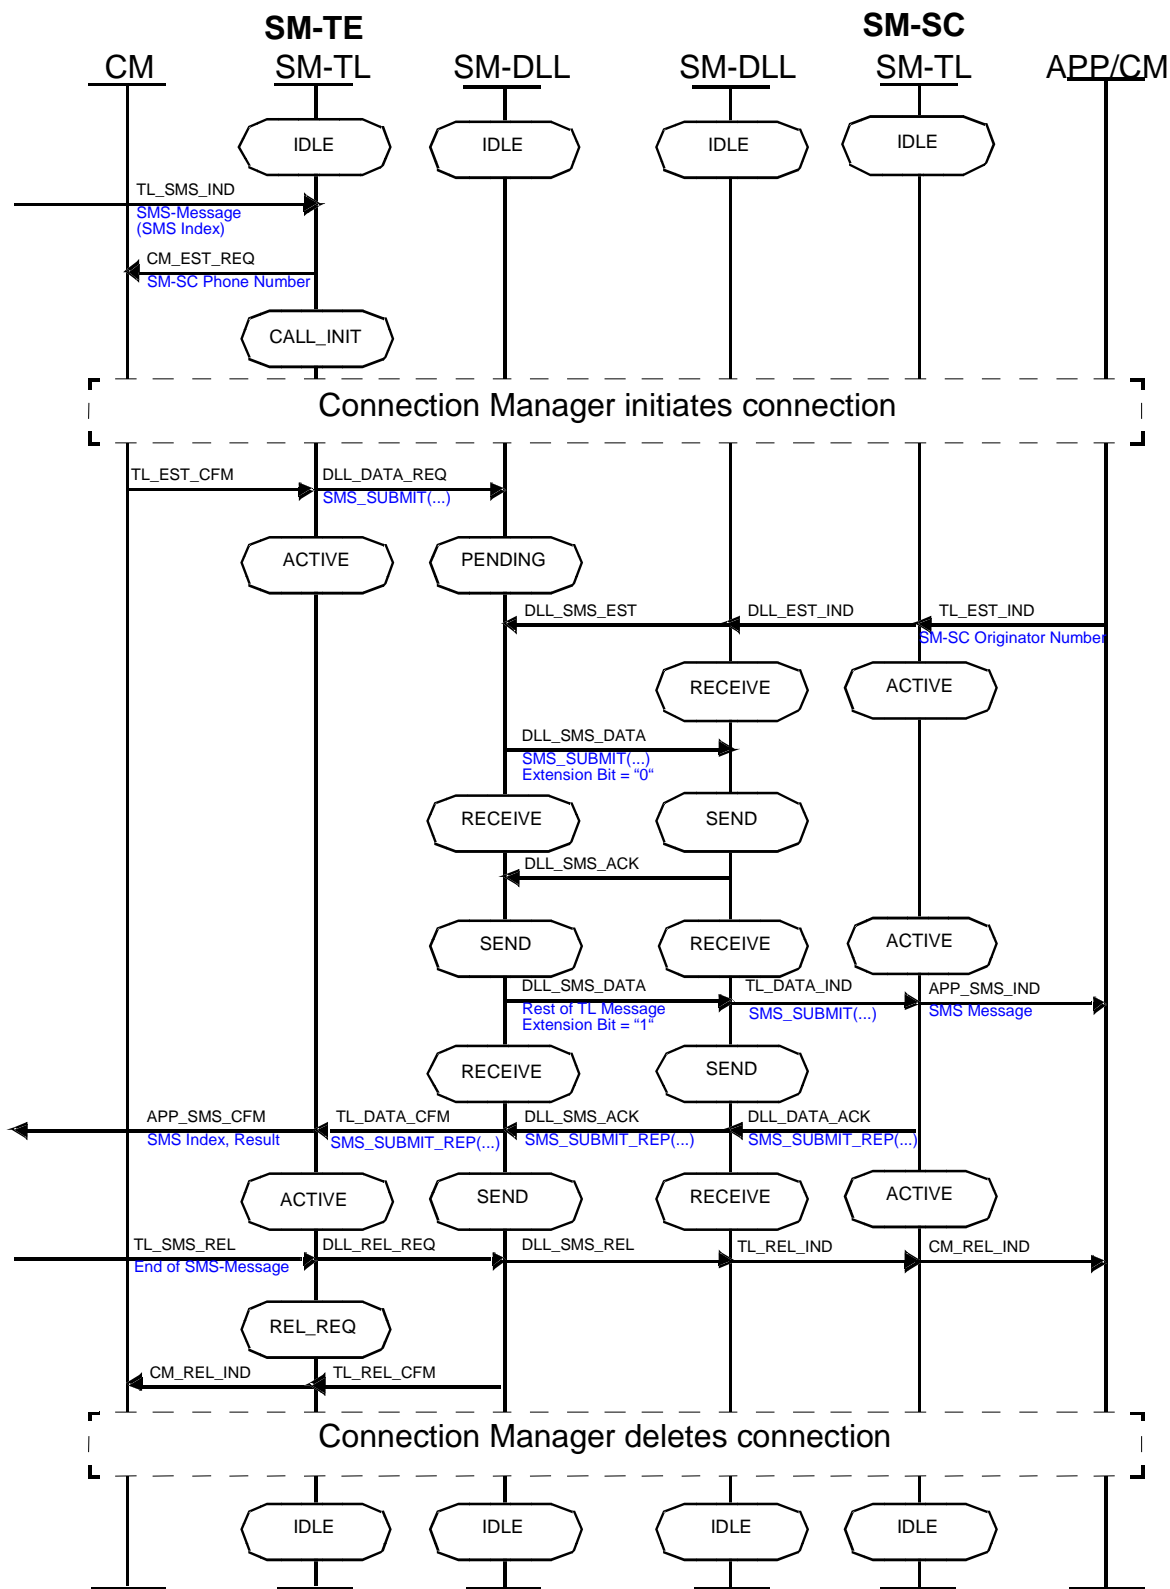 SM-TE
SM-SC
CM
SM-TL
SM-DLL
SM-DLL
SM-TL
APP/CM
IDLE
IDLE
IDLE
IDLE
TL_SMS_IND
SMS-Message
(SMS Index)
CM_EST_REQ
SM-SC Phone Number
CALL_INIT
Connection Manager initiates connection
TL_EST_CFM
DLL_DATA_REQ
SMS_SUBMIT(...)
ACTIVE
PENDING
DLL_SMS_EST
DLL_EST_IND
TL_EST_IND
SM-SC Originator Number
RECEIVE
ACTIVE
DLL_SMS_DATA
SMS_SUBMIT(...)
Extension Bit = “0“
RECEIVE
SEND
DLL_SMS_ACK
SEND
RECEIVE
ACTIVE
DLL_SMS_DATA
Rest of TL Message
Extension Bit = “1“
TL_DATA_IND
SMS_SUBMIT(...)
APP_SMS_IND
SMS Message
RECEIVE
SEND
APP_SMS_CFM
SMS Index, Result
TL_DATA_CFM
SMS_SUBMIT_REP(...)
DLL_SMS_ACK
SMS_SUBMIT_REP(...)
DLL_DATA_ACK
SMS_SUBMIT_REP(...)
ACTIVE
SEND
RECEIVE
ACTIVE
TL_SMS_REL
End of SMS-Message
DLL_REL_REQ
DLL_SMS_REL
TL_REL_IND
CM_REL_IND
REL_REQ
CM_REL_IND
TL_REL_CFM
Connection Manager deletes connection
IDLE
IDLE
IDLE
IDLE